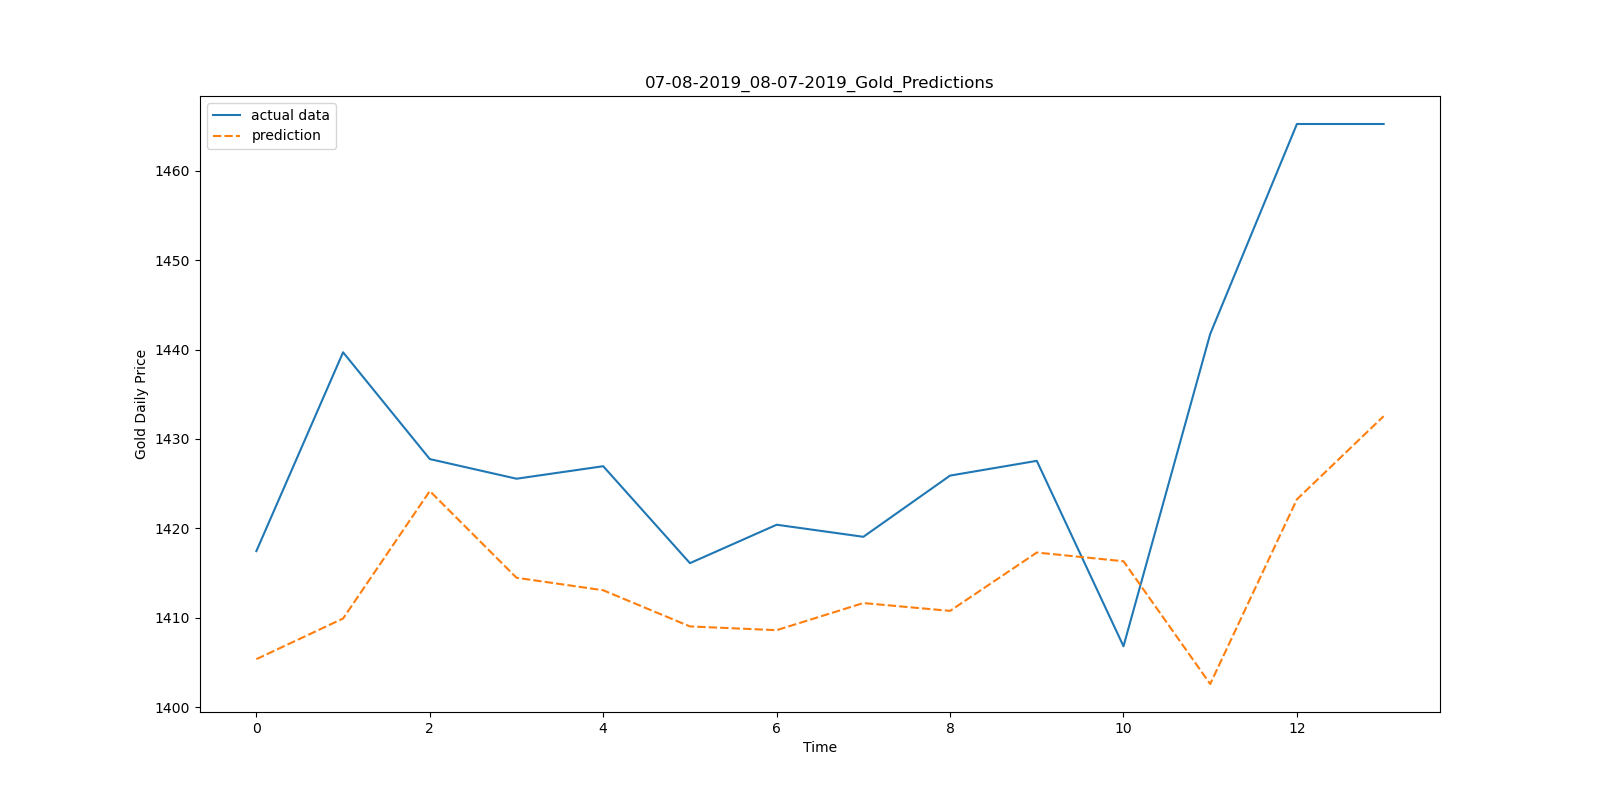 07-08-2019_08-07-2019_Gold_Predictions
actual data
prediction
Gold Daily Price
1460
1450
1440
1430
1420
1410
1400
0 2 4 6 8 10 12
Time